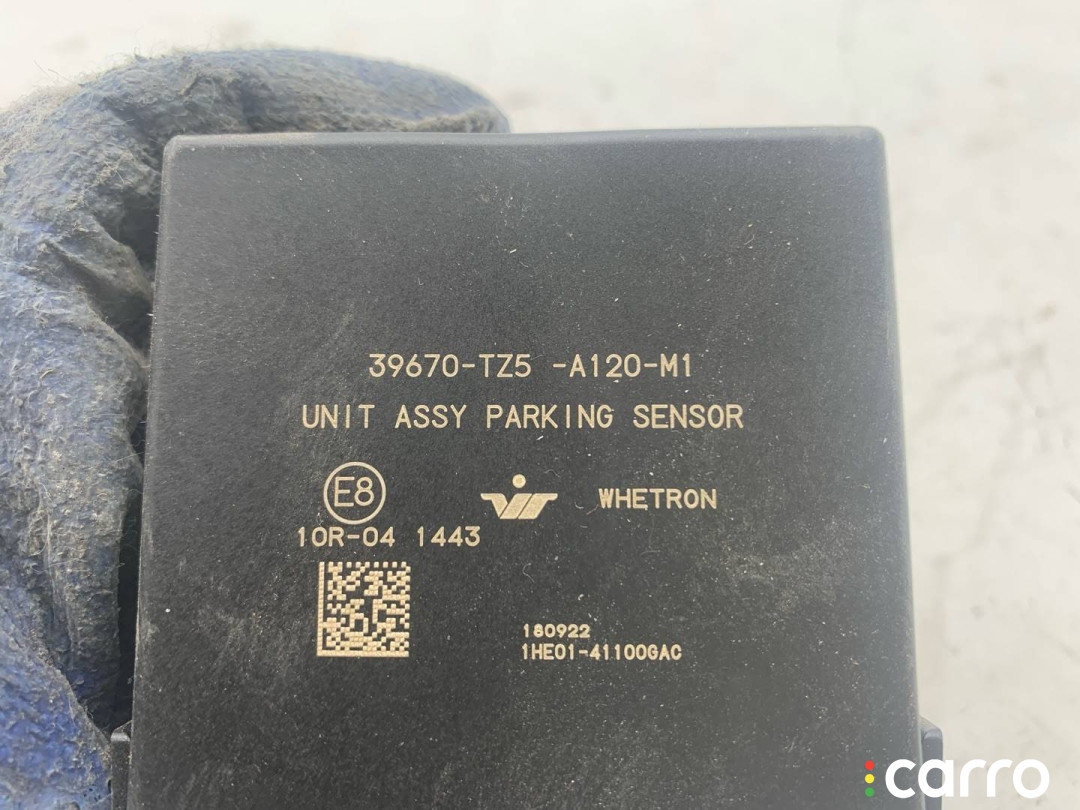 39670-TZ5 -A120-M1
UNIT ASSY PARKING SENSOR
E8
WHETRON
10R-04 1443
180922
1HE01-41100GAC
carro